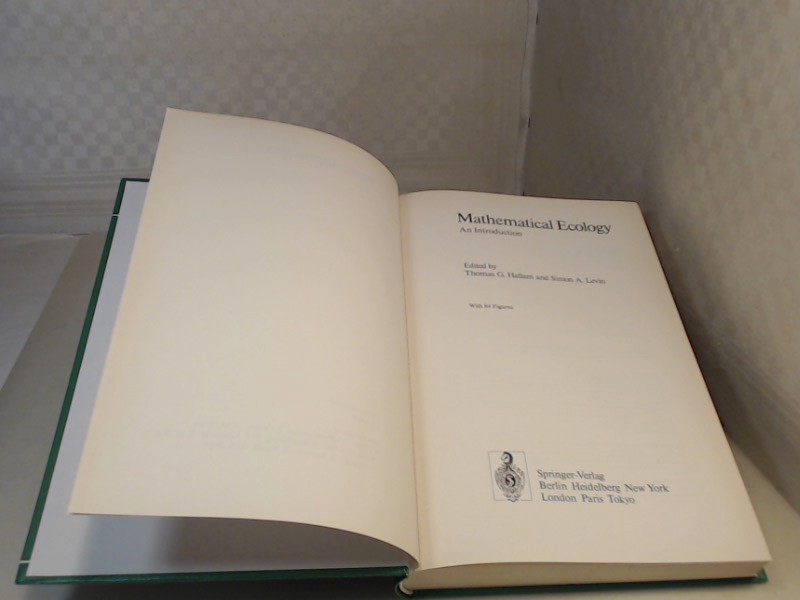 Mathematical Ecology
An Introduction
Edited by
Thomas G. Hallam and Simon A. Levin
With 84 Figures
Springer-Verlag
Berlin Heidelberg New York
London Paris Tokyo